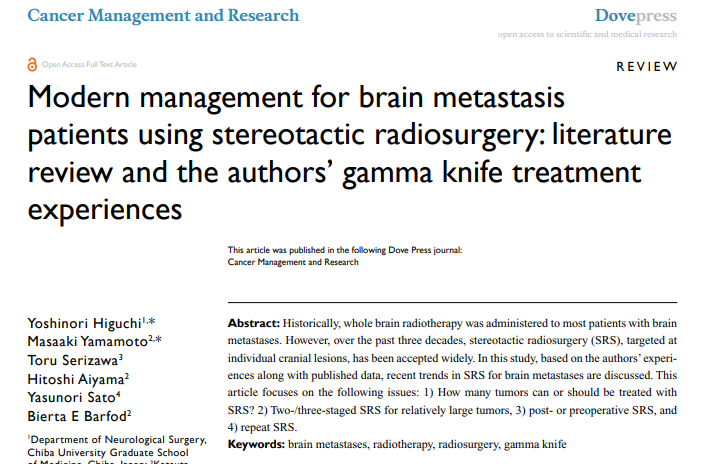 Cancer Management and Research
Dovepress
open access to scientific and medical research
Open Access Full Text Article
REVIEW
Modern management for brain metastasis
patients using stereotactic radiosurgery: literature
review and the authors’ gamma knife treatment
experiences
This article was published in the following Dove Press journal:
Cancer Management and Research
Yoshinori Higuchi1,*
Masaaki Yamamoto2,*
Toru Serizawa3
Hitoshi Aiyama2
Yasunori Sato4
Bierta E Barfod2
1Department of Neurological Surgery,
Chiba University Graduate School
Abstract: Historically, whole brain radiotherapy was administered to most patients with brain
metastases. However, over the past three decades, stereotactic radiosurgery (SRS), targeted at
individual cranial lesions, has been accepted widely. In this study, based on the authors’ experi-
ences along with published data, recent trends in SRS for brain metastases are discussed. This
article focuses on the following issues: 1) How many tumors can or should be treated with
SRS? 2) Two-/three-staged SRS for relatively large tumors, 3) post- or preoperative SRS, and
4) repeat SRS.
Keywords: brain metastases, radiotherapy, radiosurgery, gamma knife